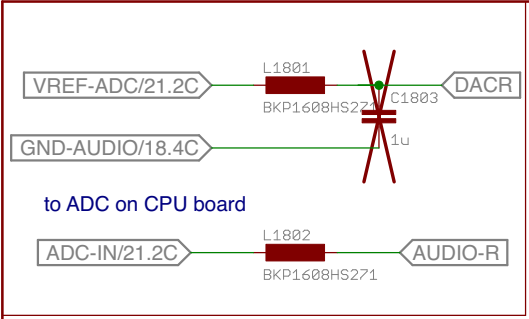 L1801
VREF-ADC/21.2C
DACR
BKP1608HS271
C1803
GND-AUDIO/18.4C
1u
to ADC on CPU board
L1802
ADC-IN/21.2C
AUDIO-R
BKP1608HS271